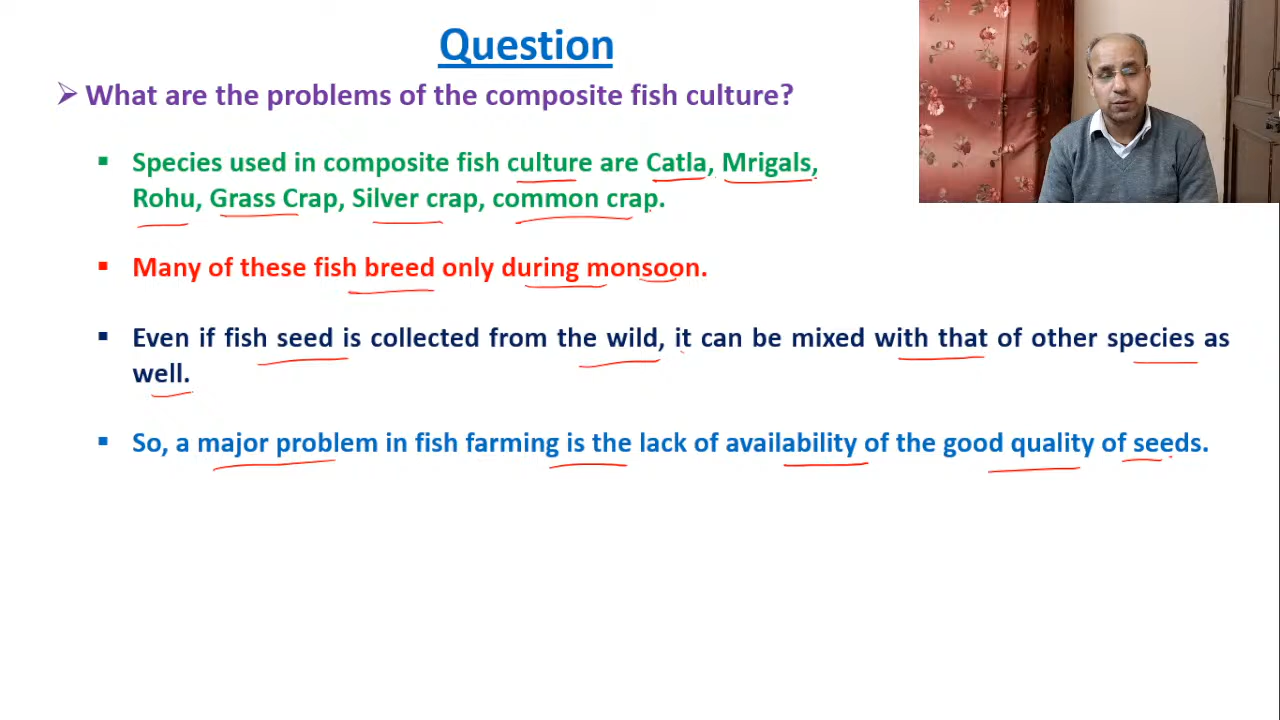 Question
➢ What are the problems of the composite fish culture?
▪ Species used in composite fish culture are Catla, Mrigals,
Rohu, Grass Crap, Silver crap, common crap.
▪ Many of these fish breed only during monsoon.
▪ Even if fish seed is collected from the wild, it can be mixed with that of other species as
well.
▪ So, a major problem in fish farming is the lack of availability of the good quality of seeds.